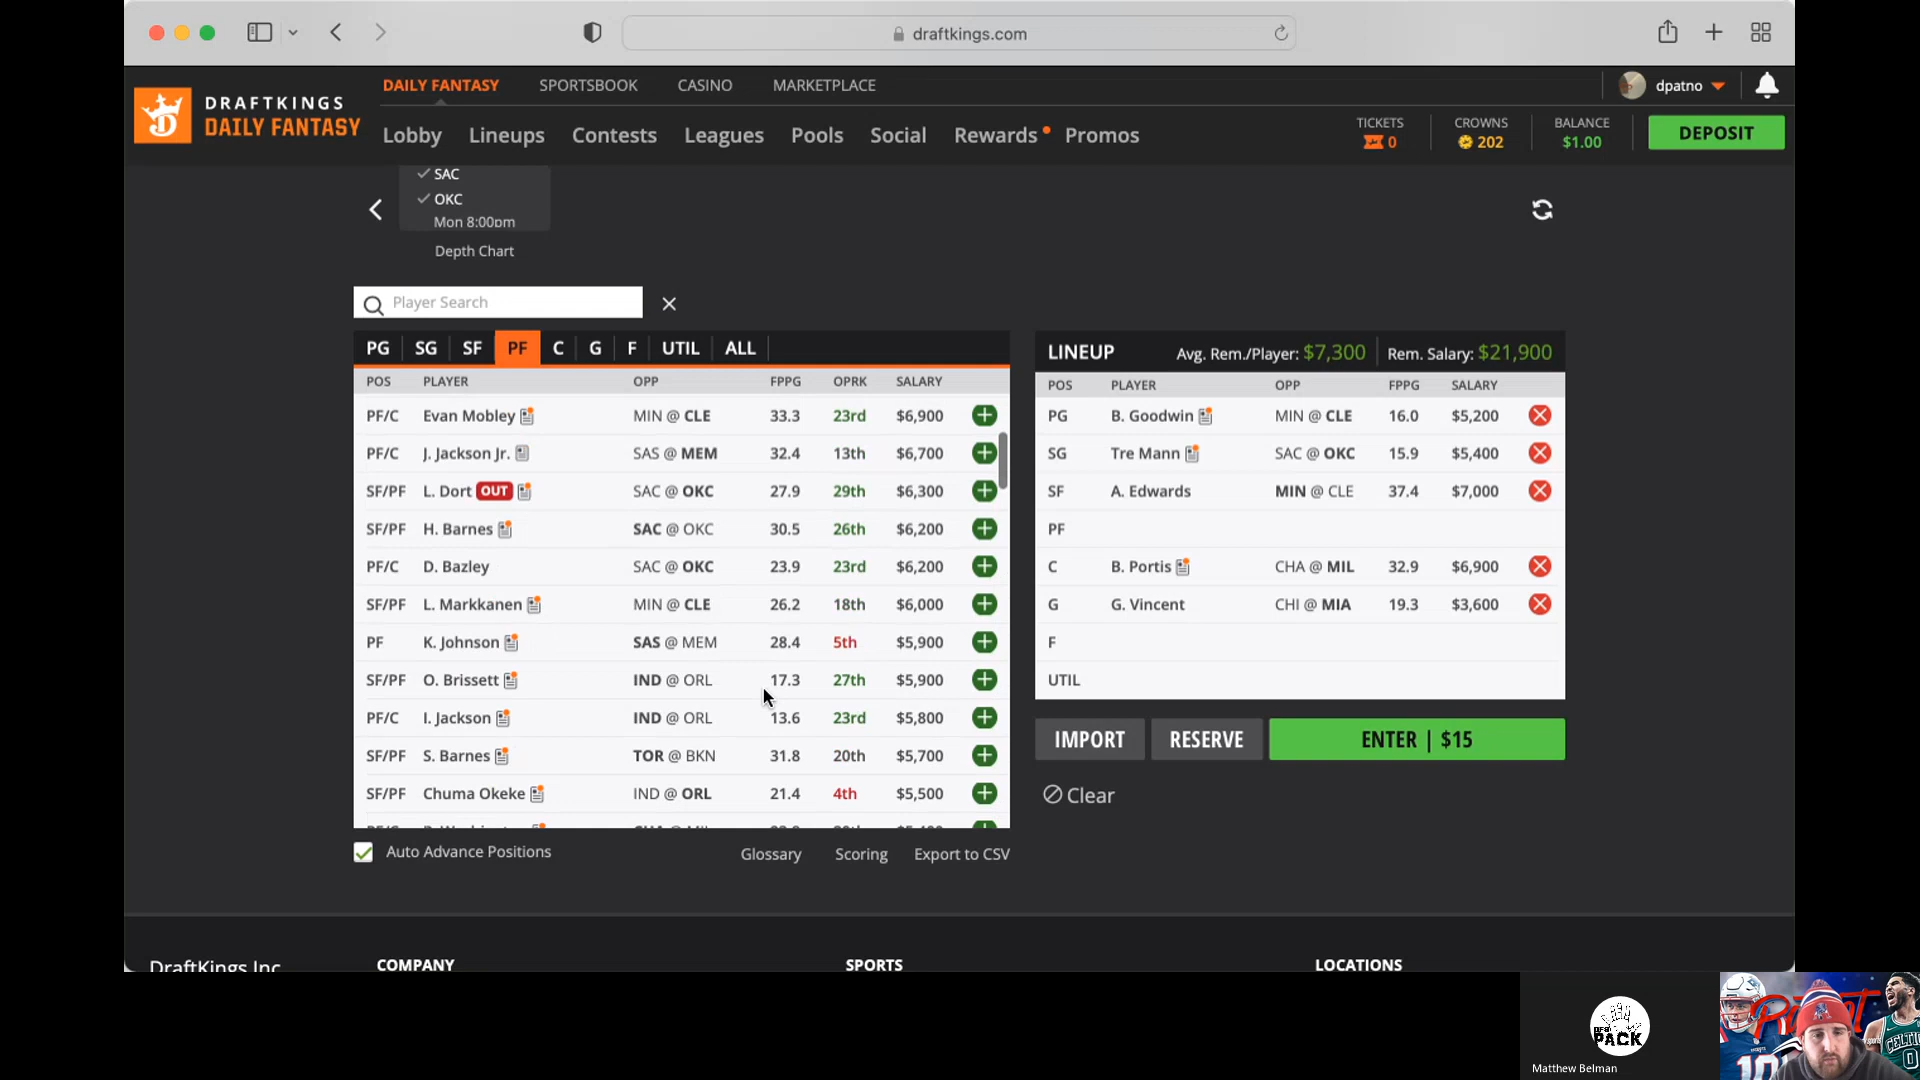 draftkings.com
DRAFTKINGS
DAILY FANTASY
DAILY FANTASY SPORTSBOOK CASINO MARKETPLACE
dpatno
Lobby Lineups Contests Leagues Pools Social Rewards Promos
TICKETS
0
CROWNS
202
BALANCE
$1.00
DEPOSIT
SAC
OKC
Mon 8:00pm
Depth Chart
Player Search
PG SG SF PF C G F UTIL ALL
POS PLAYER OPP FPPG OPRK SALARY
PF/C Evan Mobley MIN @ CLE 33.3 23rd $6,900
PF/C J. Jackson Jr. SAS @ MEM 32.4 13th $6,700
SF/PF L. Dort OUT SAC @ OKC 27.9 29th $6,300
SF/PF H. Barnes SAC @ OKC 30.5 26th $6,200
PF/C D. Bazley SAC @ OKC 23.9 23rd $6,200
SF/PF L. Markkanen MIN @ CLE 26.2 18th $6,000
PF K. Johnson SAS @ MEM 28.4 5th $5,900
SF/PF O. Brissett IND @ ORL 17.3 27th $5,900
PF/C I. Jackson IND @ ORL 13.6 23rd $5,800
SF/PF S. Barnes TOR @ BKN 31.8 20th $5,700
SF/PF Chuma Okeke IND @ ORL 21.4 4th $5,500
Auto Advance Positions
Glossary Scoring Export to CSV
LINEUP Avg. Rem./Player: $7,300 Rem. Salary: $21,900
POS PLAYER OPP FPPG SALARY
PG B. Goodwin MIN @ CLE 16.0 $5,200
SG Tre Mann SAC @ OKC 15.9 $5,400
SF A. Edwards MIN @ CLE 37.4 $7,000
PF
C B. Portis CHA @ MIL 32.9 $6,900
G G. Vincent CHI @ MIA 19.3 $3,600
F
UTIL
IMPORT RESERVE ENTER | $15
Clear
DraftKings Inc
COMPANY SPORTS LOCATIONS
PACK
Matthew Belman